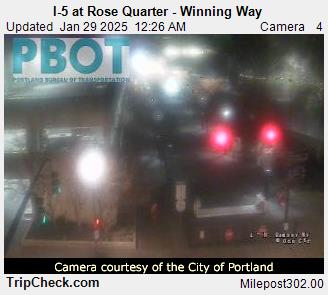 I-5 at Rose Quarter - Winning Way
Updated Jan 29 2025 12:26 AM Camera 4
PBOT
PORTLAND BUREAU OF TRANSPORTATION
Camera courtesy of the City of Portland
TripCheck.com Milepost302.00